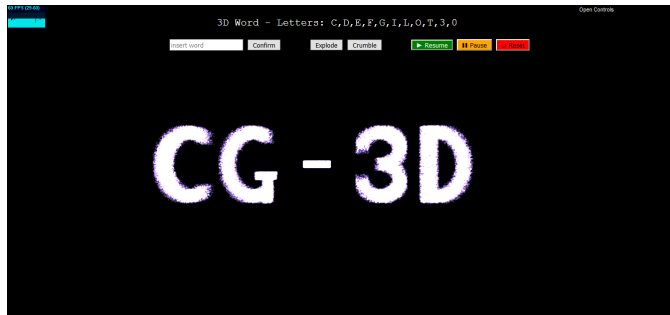 60 FPS (29-60)
Open Controls
3D Word - Letters: C,D,E,F,G,I,L,O,T,3,0
insert word
Confirm
Explode
Crumble
Resume
Pause
Reset
CG-3D